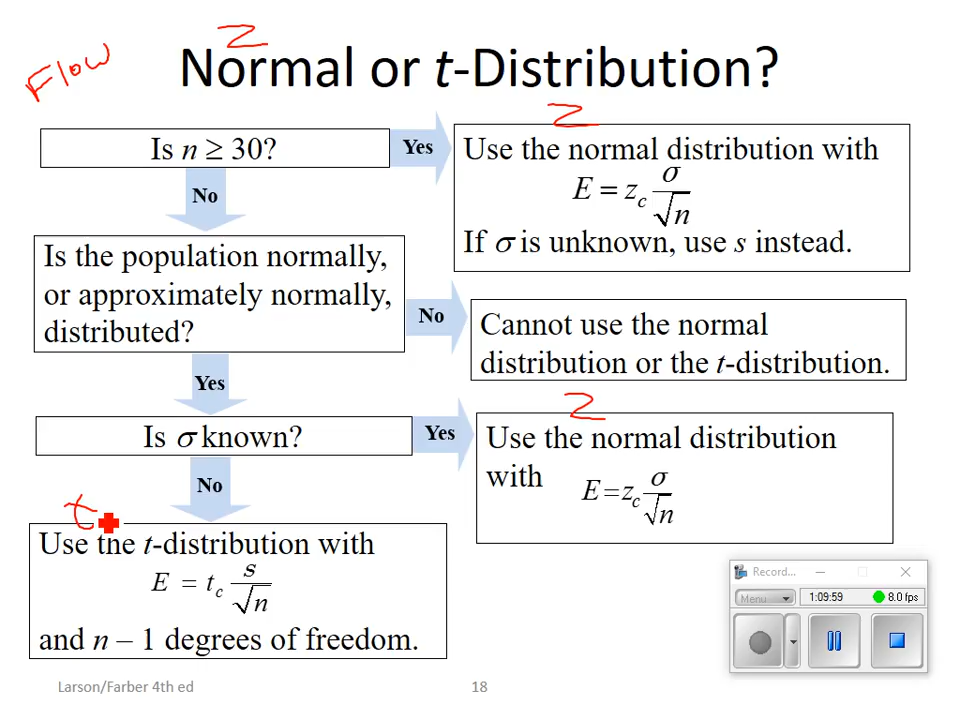 Z
Flow
Normal or t-Distribution?
Z
Is n ≥ 30?
Yes
Use the normal distribution with
E = zc σ/√n
If σ is unknown, use s instead.
No
Is the population normally,
or approximately normally,
distributed?
No
Cannot use the normal
distribution or the t-distribution.
Yes
Z
Is σ known?
Yes
Use the normal distribution
with E = zc σ/√n
No
t
Use the t-distribution with
E = tc s/√n
and n – 1 degrees of freedom.
Record...
Menu
1:09:59
8.0 fps
Larson/Farber 4th ed
18